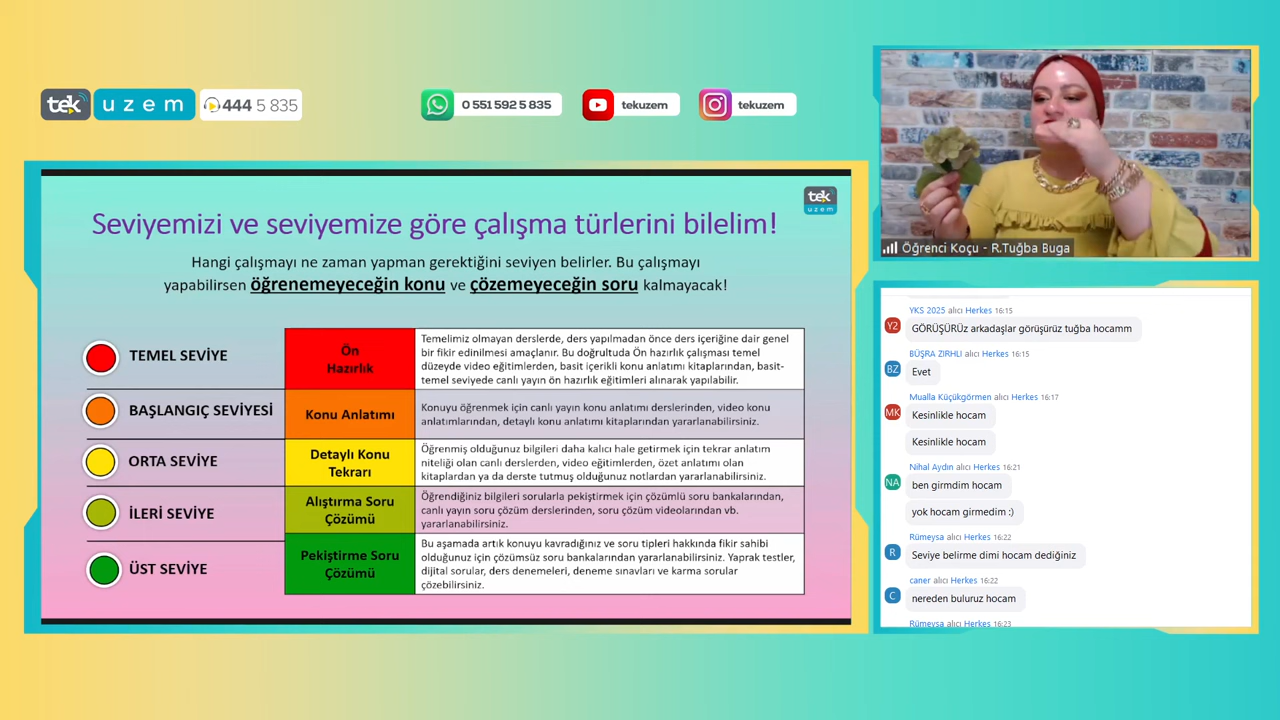 tek uzem 444 5 835
0 551 592 5 835
tekuzem
tekuzem
tek
uzem
Seviyemizi ve seviyemize göre çalışma türlerini bilelim!
Hangi çalışmayı ne zaman yapman gerektiğini seviyen belirler. Bu çalışmayı
yapabilirsen öğrenemeyeceğin konu ve çözemeyeceğin soru kalmayacak!
TEMEL SEVİYE
Ön
Hazırlık
Temelimiz olmayan derslerde, ders yapılmadan önce ders içeriğine dair genel
bir fikir edinilmesi amaçlanır. Bu doğrultuda Ön hazırlık çalışması temel
düzeyde video eğitimlerden, basit içerikli konu anlatımı kitaplarından, basit-
temel seviyede canlı yayın ön hazırlık eğitimleri alınarak yapılabilir.
BAŞLANGIÇ SEVİYESİ
Konu Anlatımı
Konuyu öğrenmek için canlı yayın konu anlatımı derslerinden, video konu
anlatımlarından, detaylı konu anlatımı kitaplarından yararlanabilirsiniz.
ORTA SEVİYE
Detaylı Konu
Tekrarı
Öğrenmiş olduğunuz bilgileri daha kalıcı hale getirmek için tekrar anlatım
niteliği olan canlı derslerden, video eğitimlerden, özet anlatımı olan
kitaplardan ya da derste tutmuş olduğunuz notlardan yararlanabilirsiniz.
İLERİ SEVİYE
Alıştırma Soru
Çözümü
Öğrendiğiniz bilgileri sorularla pekiştirmek için çözümlü soru bankalarından,
canlı yayın soru çözüm derslerinden, soru çözüm videolarından vb.
yararlanabilirsiniz.
ÜST SEVİYE
Pekiştirme Soru
Çözümü
Bu aşamada artık konuyu kavradığınız ve soru tipleri hakkında fikir sahibi
olduğunuz için çözümsüz soru bankalarından yararlanabilirsiniz. Yaprak testler,
dijital sorular, ders denemeleri, deneme sınavları ve karma sorular
çözebilirsiniz.
Öğrenci Koçu - R.Tuğba Buga
YKS 2025 alıcı Herkes 16:15
Y2 GÖRÜŞÜRÜz arkadaşlar görüşürüz tuğba hocamm
BÜŞRA ZIRHLI alıcı Herkes 16:15
BZ Evet
Mualla Küçükgörmen alıcı Herkes 16:17
MK Kesinlikle hocam
Kesinlikle hocam
Nihal Aydın alıcı Herkes 16:21
NA ben girmdim hocam
yok hocam girmedim :)
Rümeysa alıcı Herkes 16:22
R Seviye belirme dimi hocam dediğiniz
caner alıcı Herkes 16:22
C nereden buluruz hocam
Rümeysa alıcı Herkes 16:23